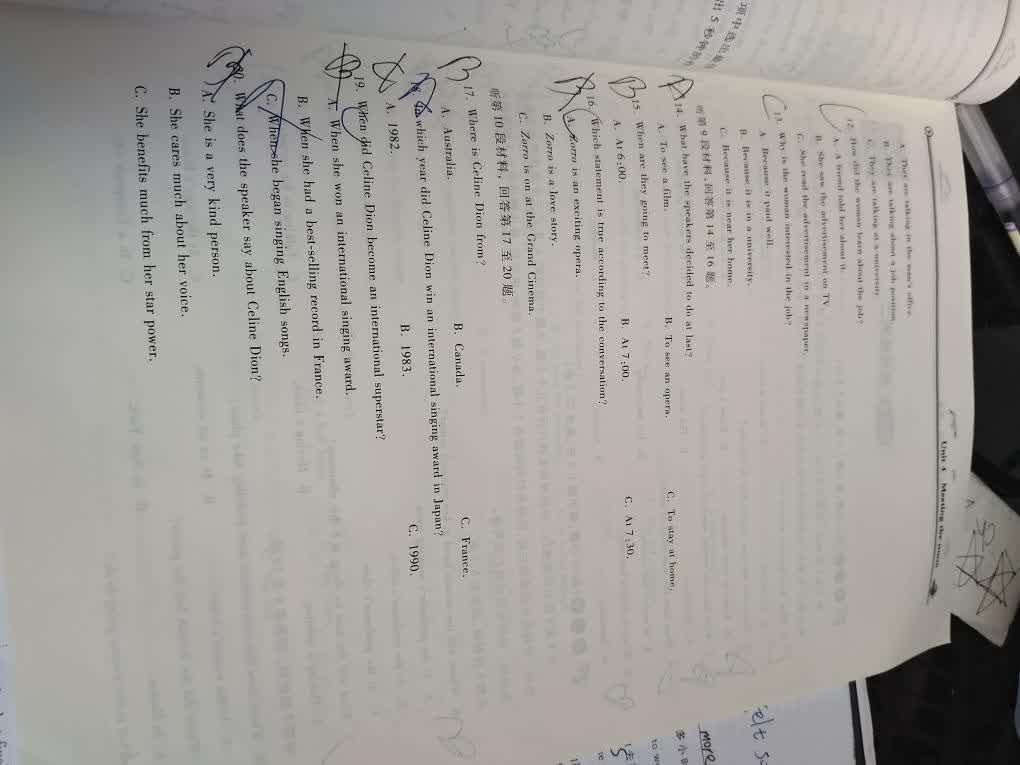 Unit 4 Meeting the muse
A. They are talking in the man's office.
B. They are talking about a job position.
C. They are talking at a university.
12. How did the woman learn about the job?
A. A friend told her about it.
B. She saw the advertisement on TV.
C. She read the advertisement in a newspaper.
C 13. Why is the woman interested in the job?
A. Because it paid well.
B. Because it is in a university.
C. Because it is near her home.
听第 9 段材料,回答第 14 至 16 题。
A 14. What have the speakers decided to do at last?
A. To see a film. B. To see an opera. C. To stay at home.
B 15. When are they going to meet?
A. At 6:00. B. At 7:00. C. At 7:30.
16. Which statement is true according to the conversation?
A. Zorro is an exciting opera.
B. Zorro is a love story.
C. Zorro is on at the Grand Cinema.
听第 10 段材料,回答第 17 至 20 题。
B 17. Where is Celine Dion from?
A. Australia. B. Canada. C. France.
18. In which year did Celine Dion win an international singing award in Japan?
A. 1982. B. 1983. C. 1990.
19. When did Celine Dion become an international superstar?
A. When she won an international singing award.
B. When she had a best-selling record in France.
C. When she began singing English songs.
20. What does the speaker say about Celine Dion?
A. She is a very kind person.
B. She cares much about her voice.
C. She benefits much from her star power.
more